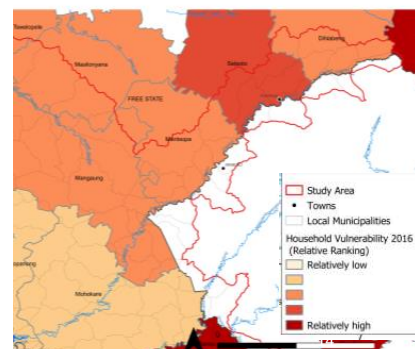 Tswelopele
Dihlabeng
Masilonyana
Setsoto
FREE STATE
Mantsopa
Mangaung
Mohokare
Study Area
Towns
Local Municipalities
Household Vulnerability 2016
(Relative Ranking)
Relatively low
Relatively high